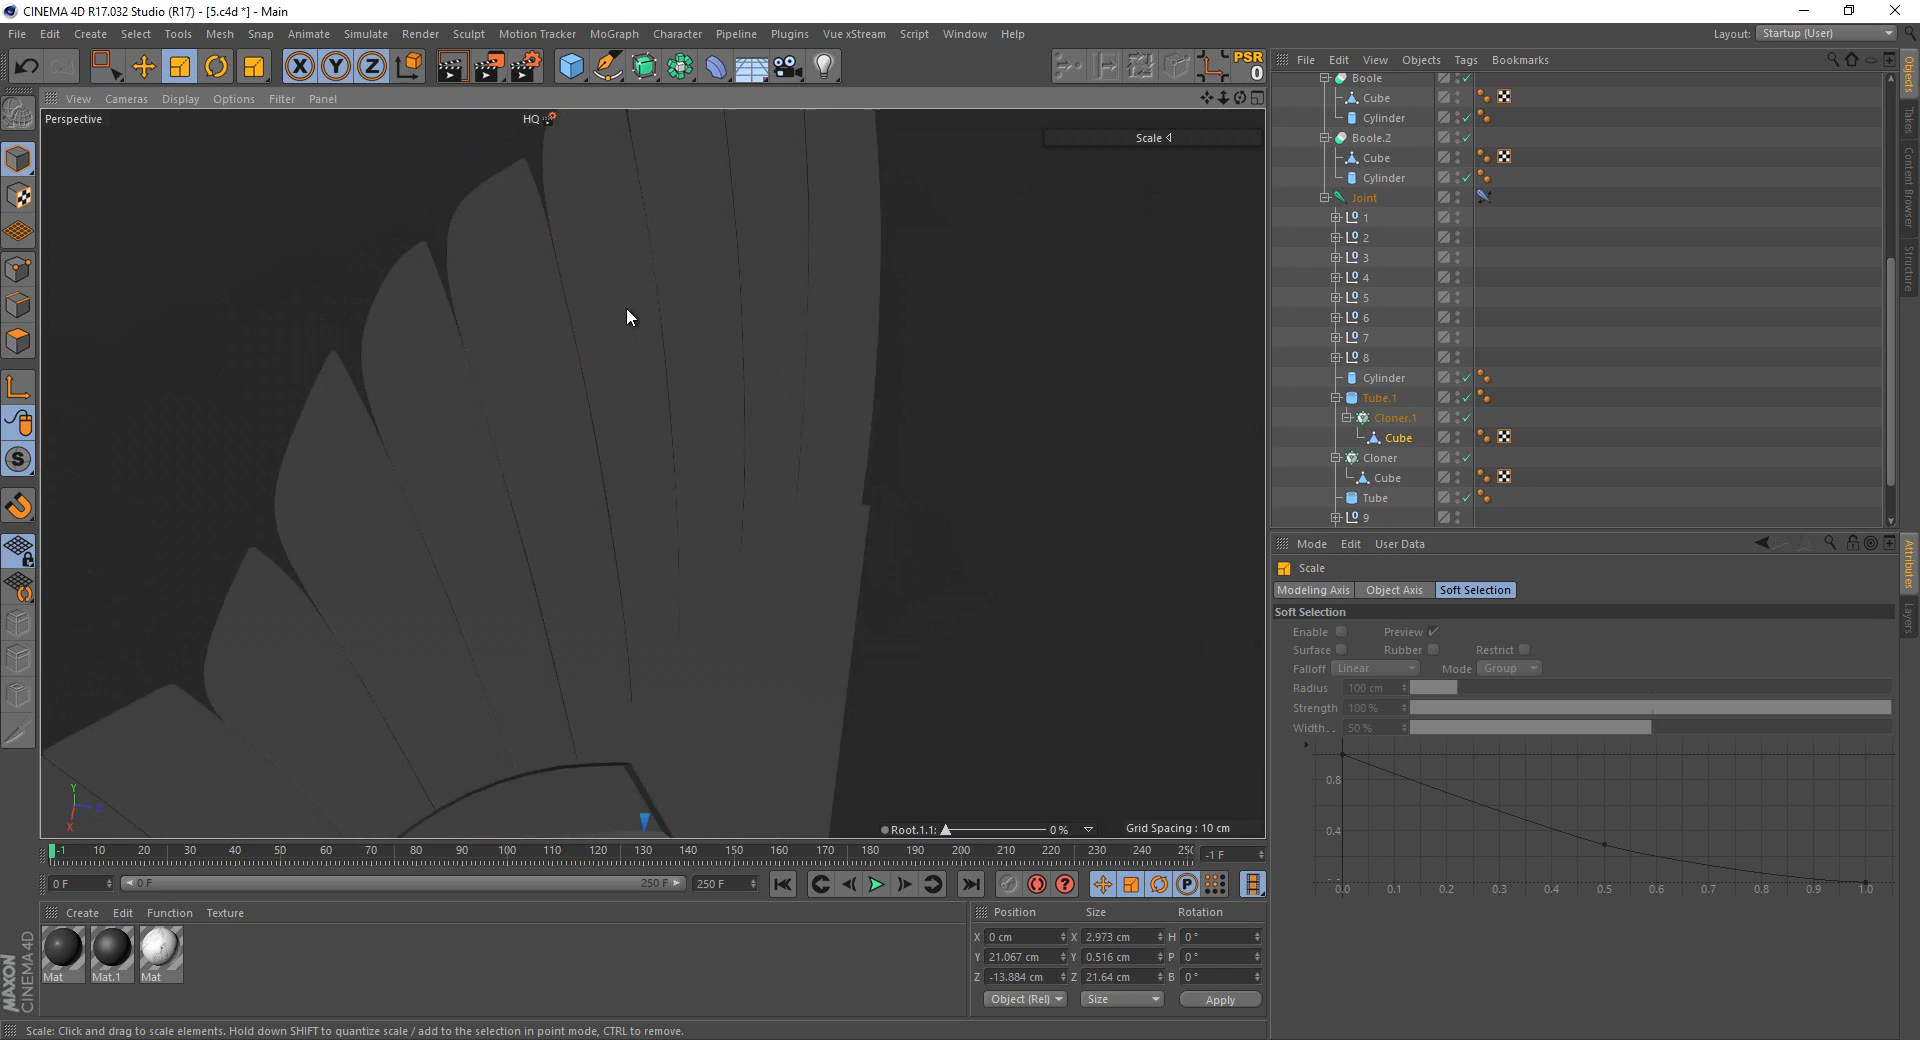 CINEMA 4D R17.032 Studio (R17) - [5.c4d *] - Main
File Edit Create Select Tools Mesh Snap Animate Simulate Render Sculpt Motion Tracker MoGraph Character Pipeline Plugins Vue xStream Script Window Help Layout: Startup (User)
X Y Z PSR 0
File Edit View Objects Tags Bookmarks
View Cameras Display Options Filter Panel
Perspective HQ
Scale
Boole
Cube
Cylinder
Boole.2
Cube
Cylinder
Joint
1
2
3
4
5
6
7
8
Cylinder
Tube.1
Cloner.1
Cube
Cloner
Cube
Tube
9
Objects
Takes
Content Browser
Structure
Mode Edit User Data
Scale
Modeling Axis Object Axis Soft Selection
Soft Selection
Enable Preview
Surface Rubber Restrict
Falloff Linear Mode Group
Radius 100 cm
Strength 100 %
Width.. 50 %
0.8
0.4
0.0 0.1 0.2 0.3 0.4 0.5 0.6 0.7 0.8 0.9 1.0
Attributes
Layers
Y
Z
X
Root.1.1: 0 %
Grid Spacing : 10 cm
-1 10 20 30 40 50 60 70 80 90 100 110 120 130 140 150 160 170 180 190 200 210 220 230 240 25 -1 F
0 F 0 F 250 F 250 F
Create Edit Function Texture
Mat Mat.1 Mat
MAXON CINEMA 4D
Position Size Rotation
X 0 cm X 2.973 cm H 0 °
Y 21.067 cm Y 0.516 cm P 0 °
Z -13.884 cm Z 21.64 cm B 0 °
Object (Rel) Size Apply
Scale: Click and drag to scale elements. Hold down SHIFT to quantize scale / add to the selection in point mode, CTRL to remove.